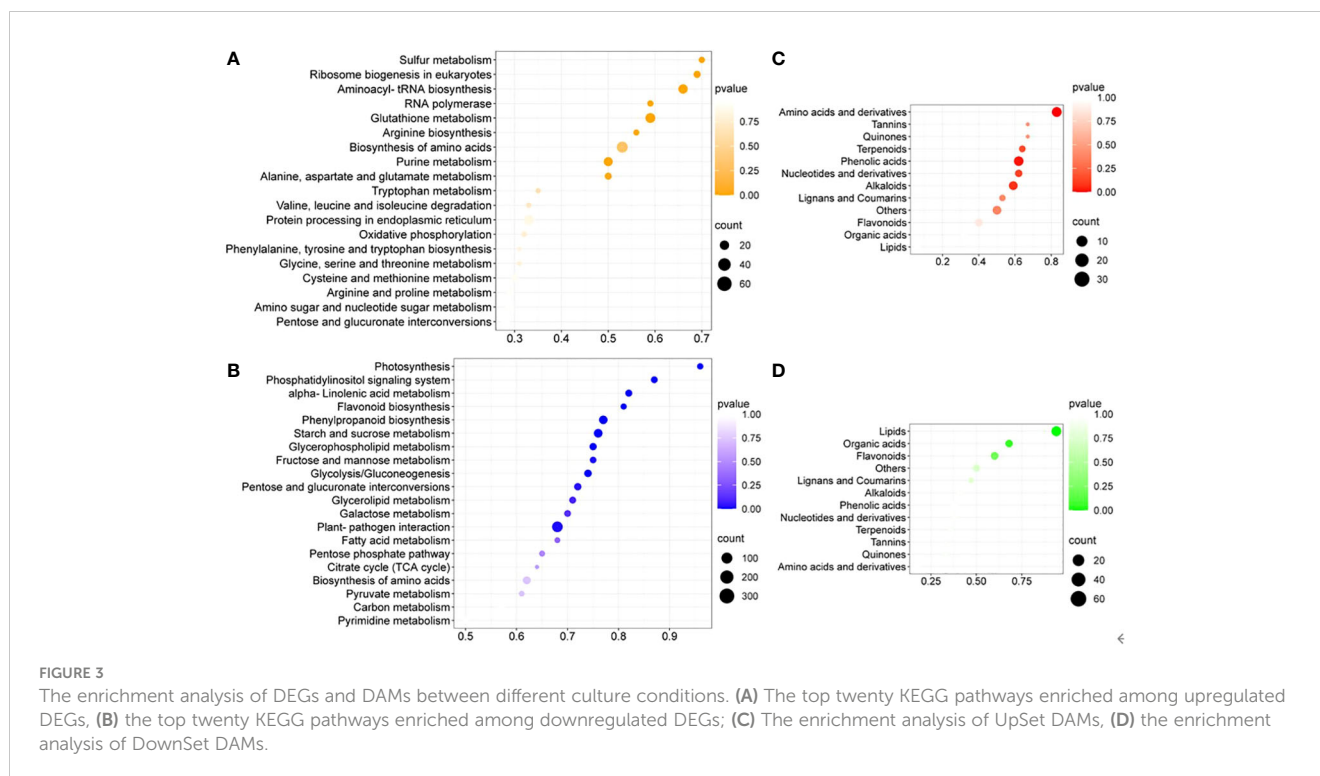 A
Sulfur metabolism
Ribosome biogenesis in eukaryotes
Aminoacyl- tRNA biosynthesis
RNA polymerase
Glutathione metabolism
Arginine biosynthesis
Biosynthesis of amino acids
Purine metabolism
Alanine, aspartate and glutamate metabolism
Tryptophan metabolism
Valine, leucine and isoleucine degradation
Protein processing in endoplasmic reticulum
Oxidative phosphorylation
Phenylalanine, tyrosine and tryptophan biosynthesis
Glycine, serine and threonine metabolism
Cysteine and methionine metabolism
Arginine and proline metabolism
Amino sugar and nucleotide sugar metabolism
Pentose and glucuronate interconversions
0.3 0.4 0.5 0.6 0.7
pvalue
0.75
0.50
0.25
0.00
count
20
40
60
C
Amino acids and derivatives
Tannins
Quinones
Terpenoids
Phenolic acids
Nucleotides and derivatives
Alkaloids
Lignans and Coumarins
Others
Flavonoids
Organic acids
Lipids
0.2 0.4 0.6 0.8
pvalue
1.00
0.75
0.50
0.25
0.00
count
10
20
30
B
Photosynthesis
Phosphatidylinositol signaling system
alpha- Linolenic acid metabolism
Flavonoid biosynthesis
Phenylpropanoid biosynthesis
Starch and sucrose metabolism
Glycerophospholipid metabolism
Fructose and mannose metabolism
Glycolysis/Gluconeogenesis
Pentose and glucuronate interconversions
Glycerolipid metabolism
Galactose metabolism
Plant- pathogen interaction
Fatty acid metabolism
Pentose phosphate pathway
Citrate cycle (TCA cycle)
Biosynthesis of amino acids
Pyruvate metabolism
Carbon metabolism
Pyrimidine metabolism
0.5 0.6 0.7 0.8 0.9
pvalue
1.00
0.75
0.50
0.25
0.00
count
100
200
300
D
Lipids
Organic acids
Flavonoids
Others
Lignans and Coumarins
Alkaloids
Phenolic acids
Nucleotides and derivatives
Terpenoids
Tannins
Quinones
Amino acids and derivatives
0.25 0.50 0.75
pvalue
1.00
0.75
0.50
0.25
0.00
count
20
40
60
FIGURE 3
The enrichment analysis of DEGs and DAMs between different culture conditions. (A) The top twenty KEGG pathways enriched among upregulated
DEGs, (B) the top twenty KEGG pathways enriched among downregulated DEGs; (C) The enrichment analysis of UpSet DAMs, (D) the enrichment
analysis of DownSet DAMs.